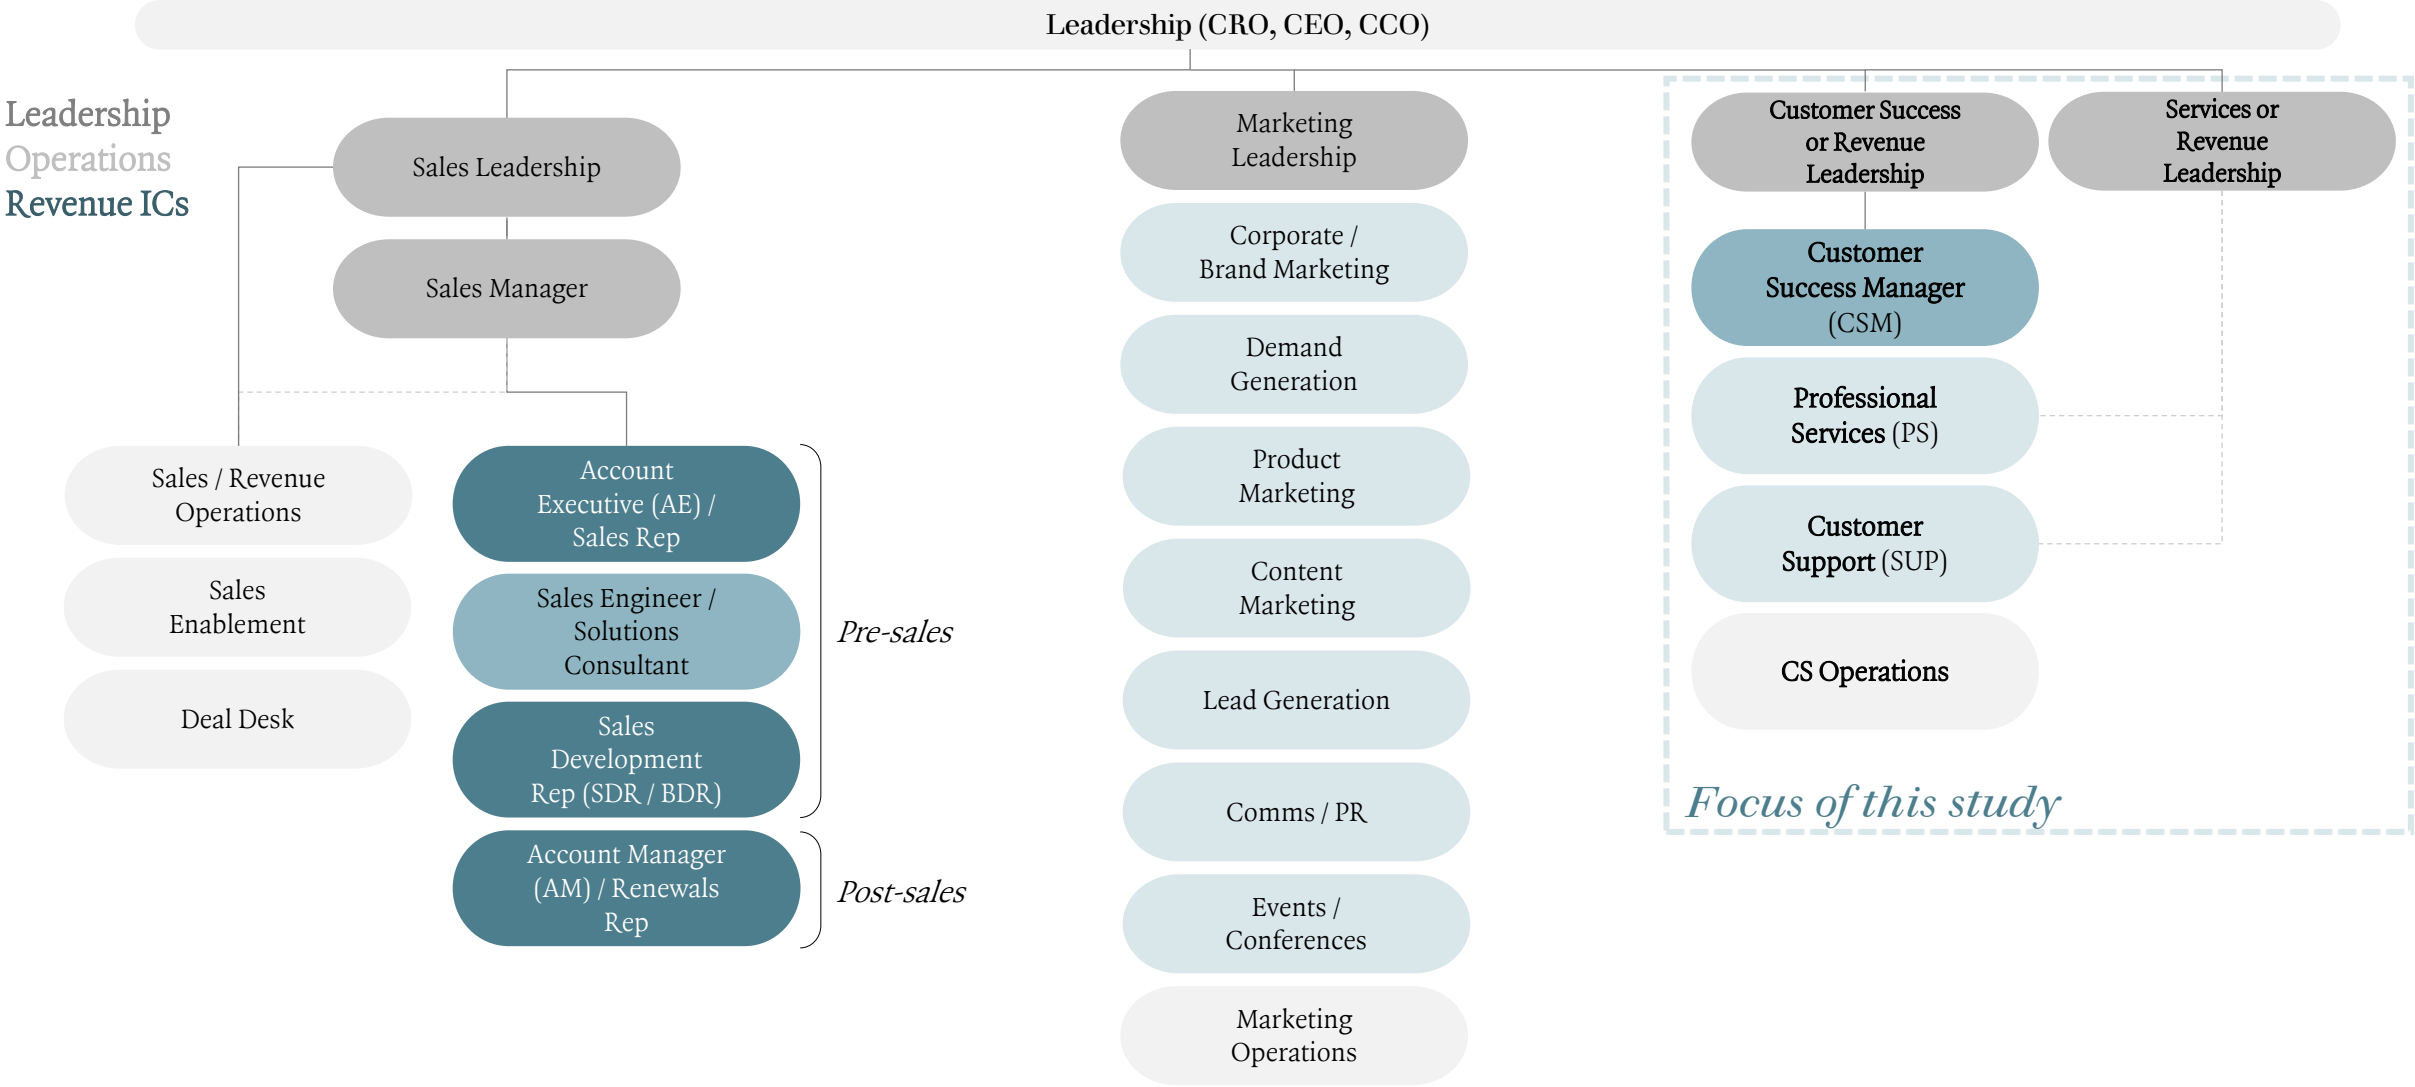 Leadership (CRO, CEO, CCO)
Leadership
Operations
Revenue ICs
Sales Leadership
Sales Manager
Sales / Revenue
Operations
Sales
Enablement
Deal Desk
Account
Executive (AE) /
Sales Rep
Sales Engineer /
Solutions
Consultant
Sales
Development
Rep (SDR / BDR)
Account Manager
(AM) / Renewals
Rep
Pre-sales
Post-sales
Marketing
Leadership
Corporate /
Brand Marketing
Demand
Generation
Product
Marketing
Content
Marketing
Lead Generation
Comms / PR
Events /
Conferences
Marketing
Operations
Customer Success
or Revenue
Leadership
Services or
Revenue
Leadership
Customer
Success Manager
(CSM)
Professional
Services (PS)
Customer
Support (SUP)
CS Operations
Focus of this study